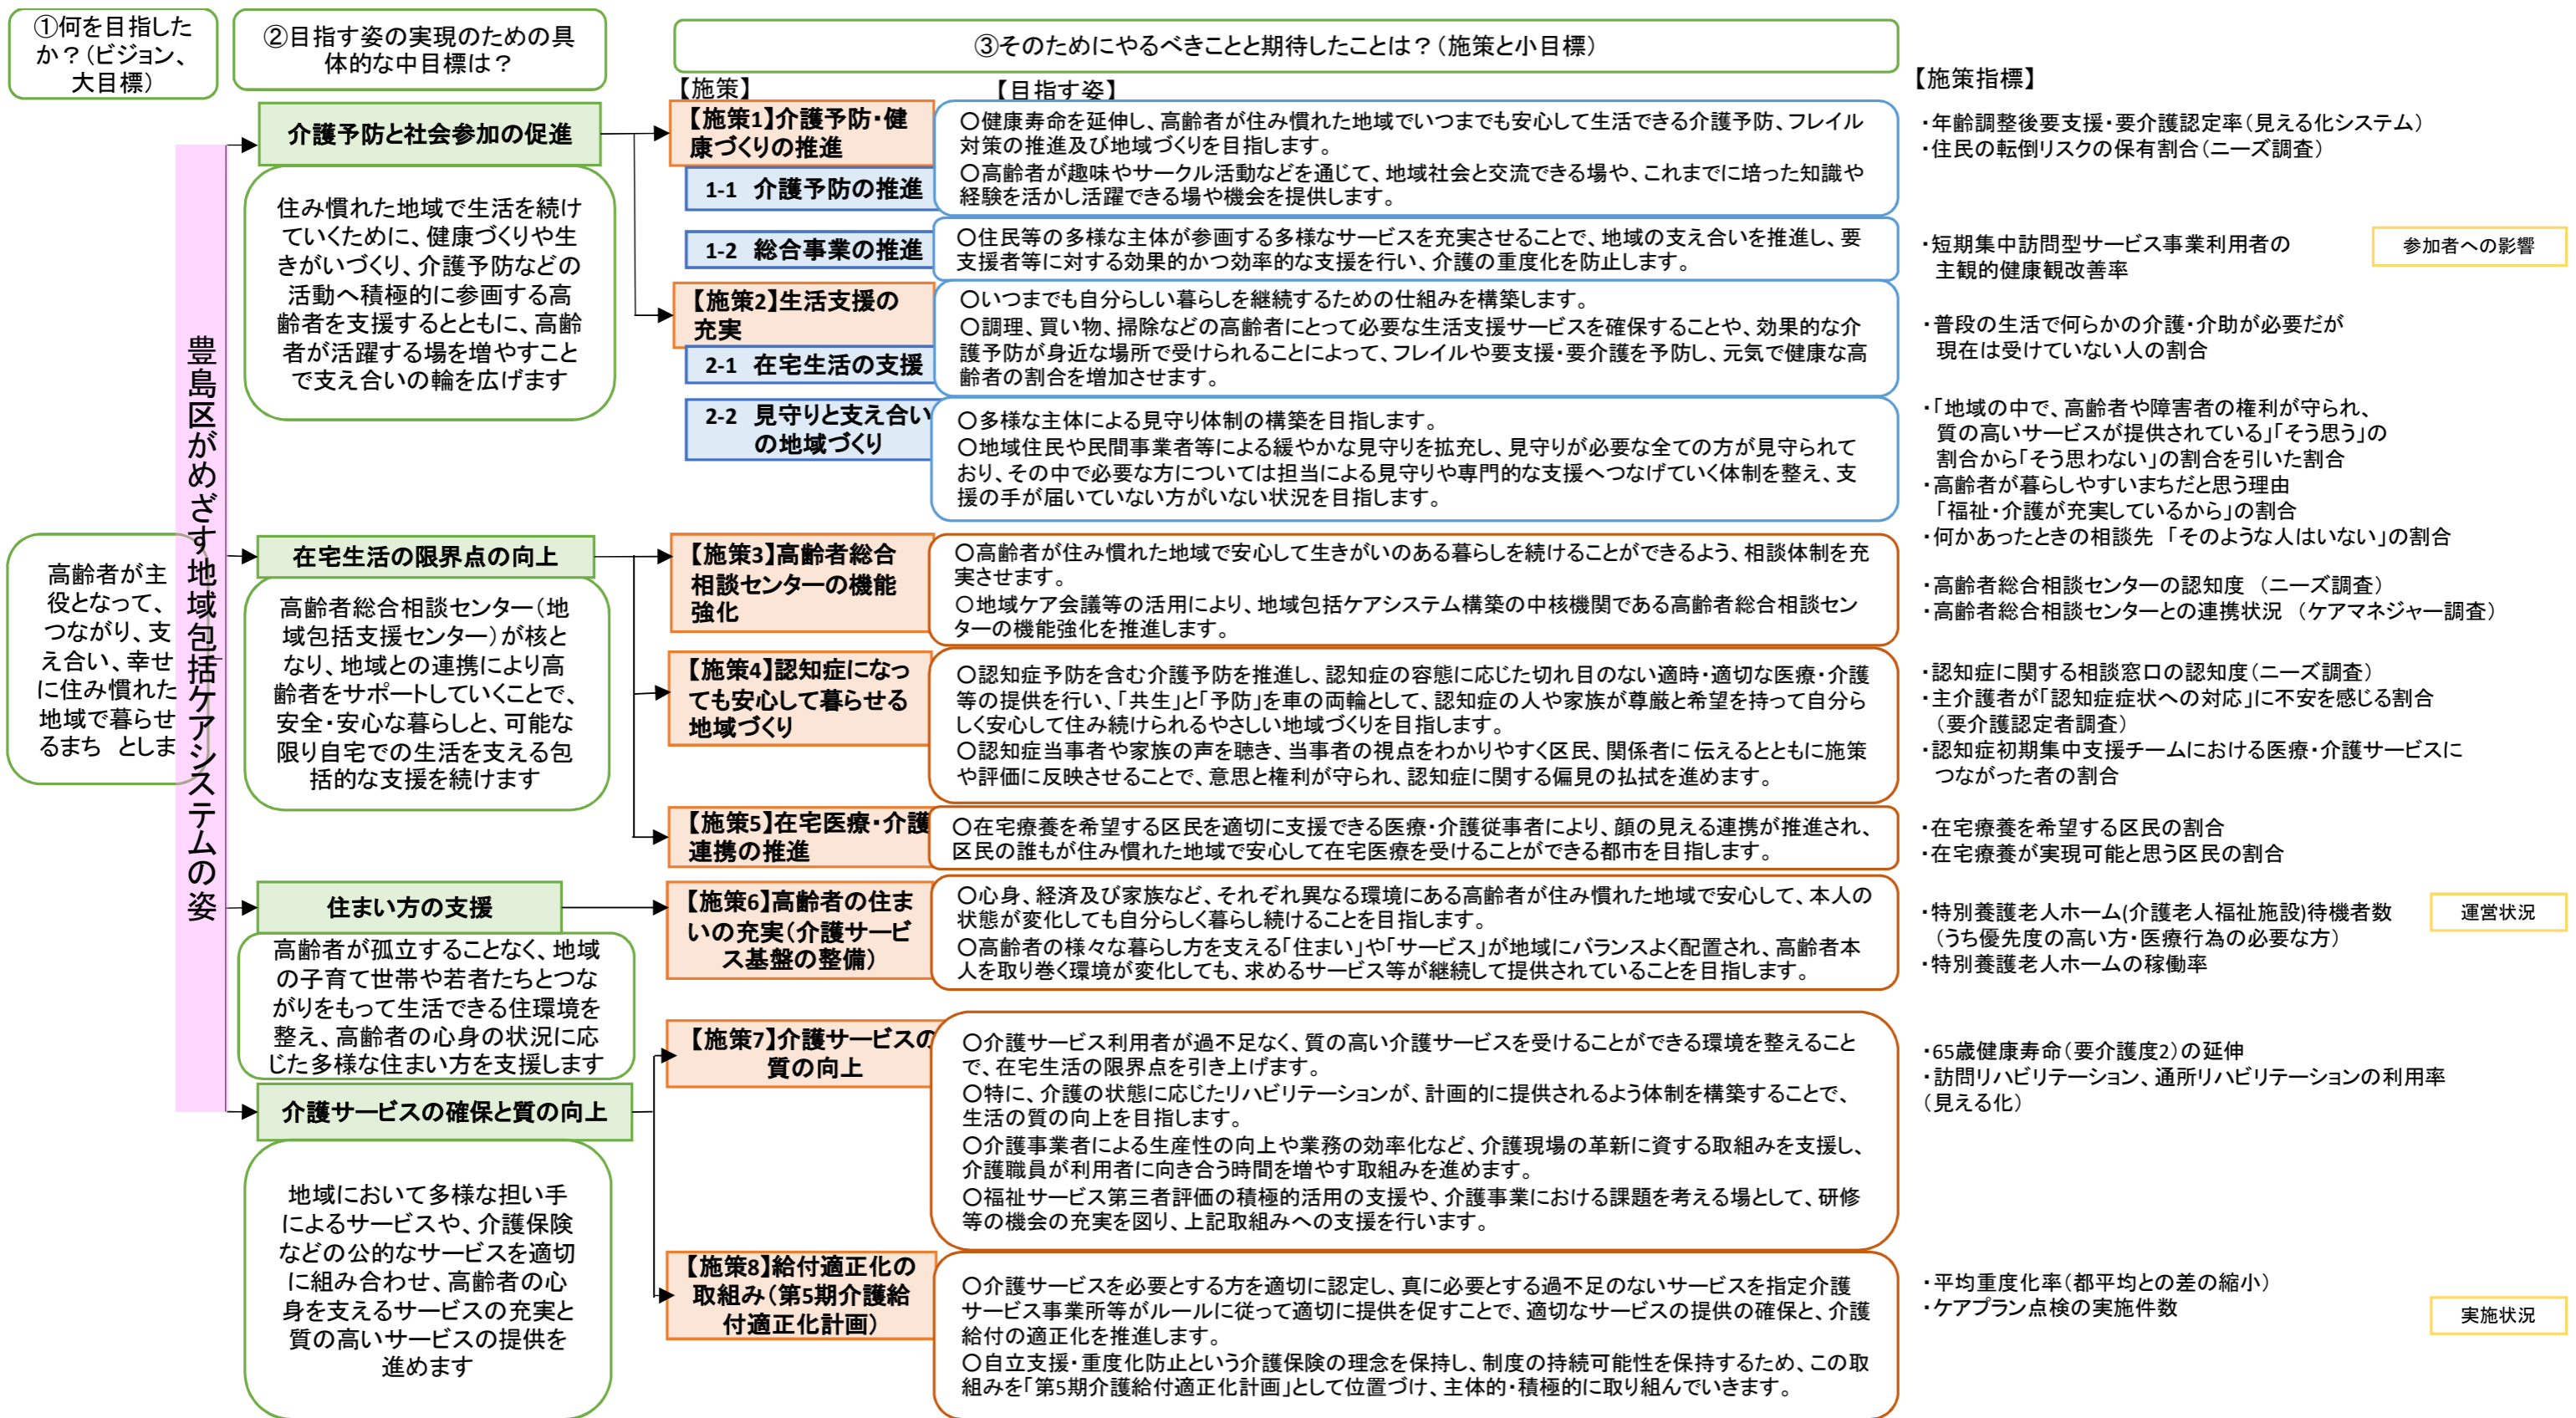 ①何を目指した
か？(ビジョン、
大目標)
②目指す姿の実現のための具
体的な中目標は？
③そのためにやるべきことと期待したことは？(施策と小目標)
【施策】
【目指す姿】
【施策指標】
豊島区がめざす地域包括ケアシステムの姿
高齢者が主
役となって、
つながり、支
え合い、幸せ
に住み慣れた
地域で暮らせ
るまち としま
介護予防と社会参加の促進
住み慣れた地域で生活を続け
ていくために、健康づくりや生
きがいづくり、介護予防などの
活動へ積極的に参画する高
齢者を支援するとともに、高齢
者が活躍する場を増やすこと
で支え合いの輪を広げます
【施策1】介護予防・健
康づくりの推進
1-1 介護予防の推進
〇健康寿命を延伸し、高齢者が住み慣れた地域でいつまでも安心して生活できる介護予防、フレイル
対策の推進及び地域づくりを目指します。
〇高齢者が趣味やサークル活動などを通じて、地域社会と交流できる場や、これまでに培った知識や
経験を活かし活躍できる場や機会を提供します。
・年齢調整後要支援・要介護認定率(見える化システム)
・住民の転倒リスクの保有割合(ニーズ調査)
1-2 総合事業の推進
〇住民等の多様な主体が参画する多様なサービスを充実させることで、地域の支え合いを推進し、要
支援者等に対する効果的かつ効率的な支援を行い、介護の重度化を防止します。
・短期集中訪問型サービス事業利用者の
主観的健康観改善率
参加者への影響
【施策2】生活支援の
充実
2-1 在宅生活の支援
〇いつまでも自分らしい暮らしを継続するための仕組みを構築します。
〇調理、買い物、掃除などの高齢者にとって必要な生活支援サービスを確保することや、効果的な介
護予防が身近な場所で受けられることによって、フレイルや要支援・要介護を予防し、元気で健康な高
齢者の割合を増加させます。
・普段の生活で何らかの介護・介助が必要だが
現在は受けていない人の割合
2-2 見守りと支え合い
の地域づくり
〇多様な主体による見守り体制の構築を目指します。
〇地域住民や民間事業者等による緩やかな見守りを拡充し、見守りが必要な全ての方が見守られて
おり、その中で必要な方については担当による見守りや専門的な支援へつなげていく体制を整え、支
援の手が届いていない方がいない状況を目指します。
・「地域の中で、高齢者や障害者の権利が守られ、
質の高いサービスが提供されている」「そう思う」の
割合から「そう思わない」の割合を引いた割合
・高齢者が暮らしやすいまちだと思う理由
「福祉・介護が充実しているから」の割合
・何かあったときの相談先 「そのような人はいない」の割合
在宅生活の限界点の向上
高齢者総合相談センター(地
域包括支援センター)が核と
なり、地域との連携により高
齢者をサポートしていくことで、
安全・安心な暮らしと、可能な
限り自宅での生活を支える包
括的な支援を続けます
【施策3】高齢者総合
相談センターの機能
強化
〇高齢者が住み慣れた地域で安心して生きがいのある暮らしを続けることができるよう、相談体制を充
実させます。
〇地域ケア会議等の活用により、地域包括ケアシステム構築の中核機関である高齢者総合相談セン
ターの機能強化を推進します。
・高齢者総合相談センターの認知度 (ニーズ調査)
・高齢者総合相談センターとの連携状況 (ケアマネジャー調査)
【施策4】認知症になっ
ても安心して暮らせる
地域づくり
〇認知症予防を含む介護予防を推進し、認知症の容態に応じた切れ目のない適時・適切な医療・介護
等の提供を行い、「共生」と「予防」を車の両輪として、認知症の人や家族が尊厳と希望を持って自分ら
しく安心して住み続けられるやさしい地域づくりを目指します。
〇認知症当事者や家族の声を聴き、当事者の視点をわかりやすく区民、関係者に伝えるとともに施策
や評価に反映させることで、意思と権利が守られ、認知症に関する偏見の払拭を進めます。
・認知症に関する相談窓口の認知度(ニーズ調査)
・主介護者が「認知症症状への対応」に不安を感じる割合
(要介護認定者調査)
・認知症初期集中支援チームにおける医療・介護サービスに
つながった者の割合
【施策5】在宅医療・介護
連携の推進
〇在宅療養を希望する区民を適切に支援できる医療・介護従事者により、顔の見える連携が推進され、
区民の誰もが住み慣れた地域で安心して在宅医療を受けることができる都市を目指します。
・在宅療養を希望する区民の割合
・在宅療養が実現可能と思う区民の割合
住まい方の支援
高齢者が孤立することなく、地域
の子育て世帯や若者たちとつな
がりをもって生活できる住環境を
整え、高齢者の心身の状況に応
じた多様な住まい方を支援します
【施策6】高齢者の住ま
いの充実(介護サービ
ス基盤の整備)
〇心身、経済及び家族など、それぞれ異なる環境にある高齢者が住み慣れた地域で安心して、本人の
状態が変化しても自分らしく暮らし続けることを目指します。
〇高齢者の様々な暮らし方を支える「住まい」や「サービス」が地域にバランスよく配置され、高齢者本
人を取り巻く環境が変化しても、求めるサービス等が継続して提供されていることを目指します。
・特別養護老人ホーム(介護老人福祉施設)待機者数
(うち優先度の高い方・医療行為の必要な方)
・特別養護老人ホームの稼働率
運営状況
介護サービスの確保と質の向上
地域において多様な担い手
によるサービスや、介護保険
などの公的なサービスを適切
に組み合わせ、高齢者の心
身を支えるサービスの充実と
質の高いサービスの提供を
進めます
【施策7】介護サービスの
質の向上
〇介護サービス利用者が過不足なく、質の高い介護サービスを受けることができる環境を整えること
で、在宅生活の限界点を引き上げます。
〇特に、介護の状態に応じたリハビリテーションが、計画的に提供されるよう体制を構築することで、
生活の質の向上を目指します。
〇介護事業者による生産性の向上や業務の効率化など、介護現場の革新に資する取組みを支援し、
介護職員が利用者に向き合う時間を増やす取組みを進めます。
〇福祉サービス第三者評価の積極的活用の支援や、介護事業における課題を考える場として、研修
等の機会の充実を図り、上記取組みへの支援を行います。
・65歳健康寿命(要介護度2)の延伸
・訪問リハビリテーション、通所リハビリテーションの利用率
(見える化)
【施策8】給付適正化の
取組み(第5期介護給
付適正化計画)
〇介護サービスを必要とする方を適切に認定し、真に必要とする過不足のないサービスを指定介護
サービス事業所等がルールに従って適切に提供を促すことで、適切なサービスの提供の確保と、介護
給付の適正化を推進します。
〇自立支援・重度化防止という介護保険の理念を保持し、制度の持続可能性を保持するため、この取
組みを「第5期介護給付適正化計画」として位置づけ、主体的・積極的に取り組んでいきます。
・平均重度化率(都平均との差の縮小)
・ケアプラン点検の実施件数
実施状況